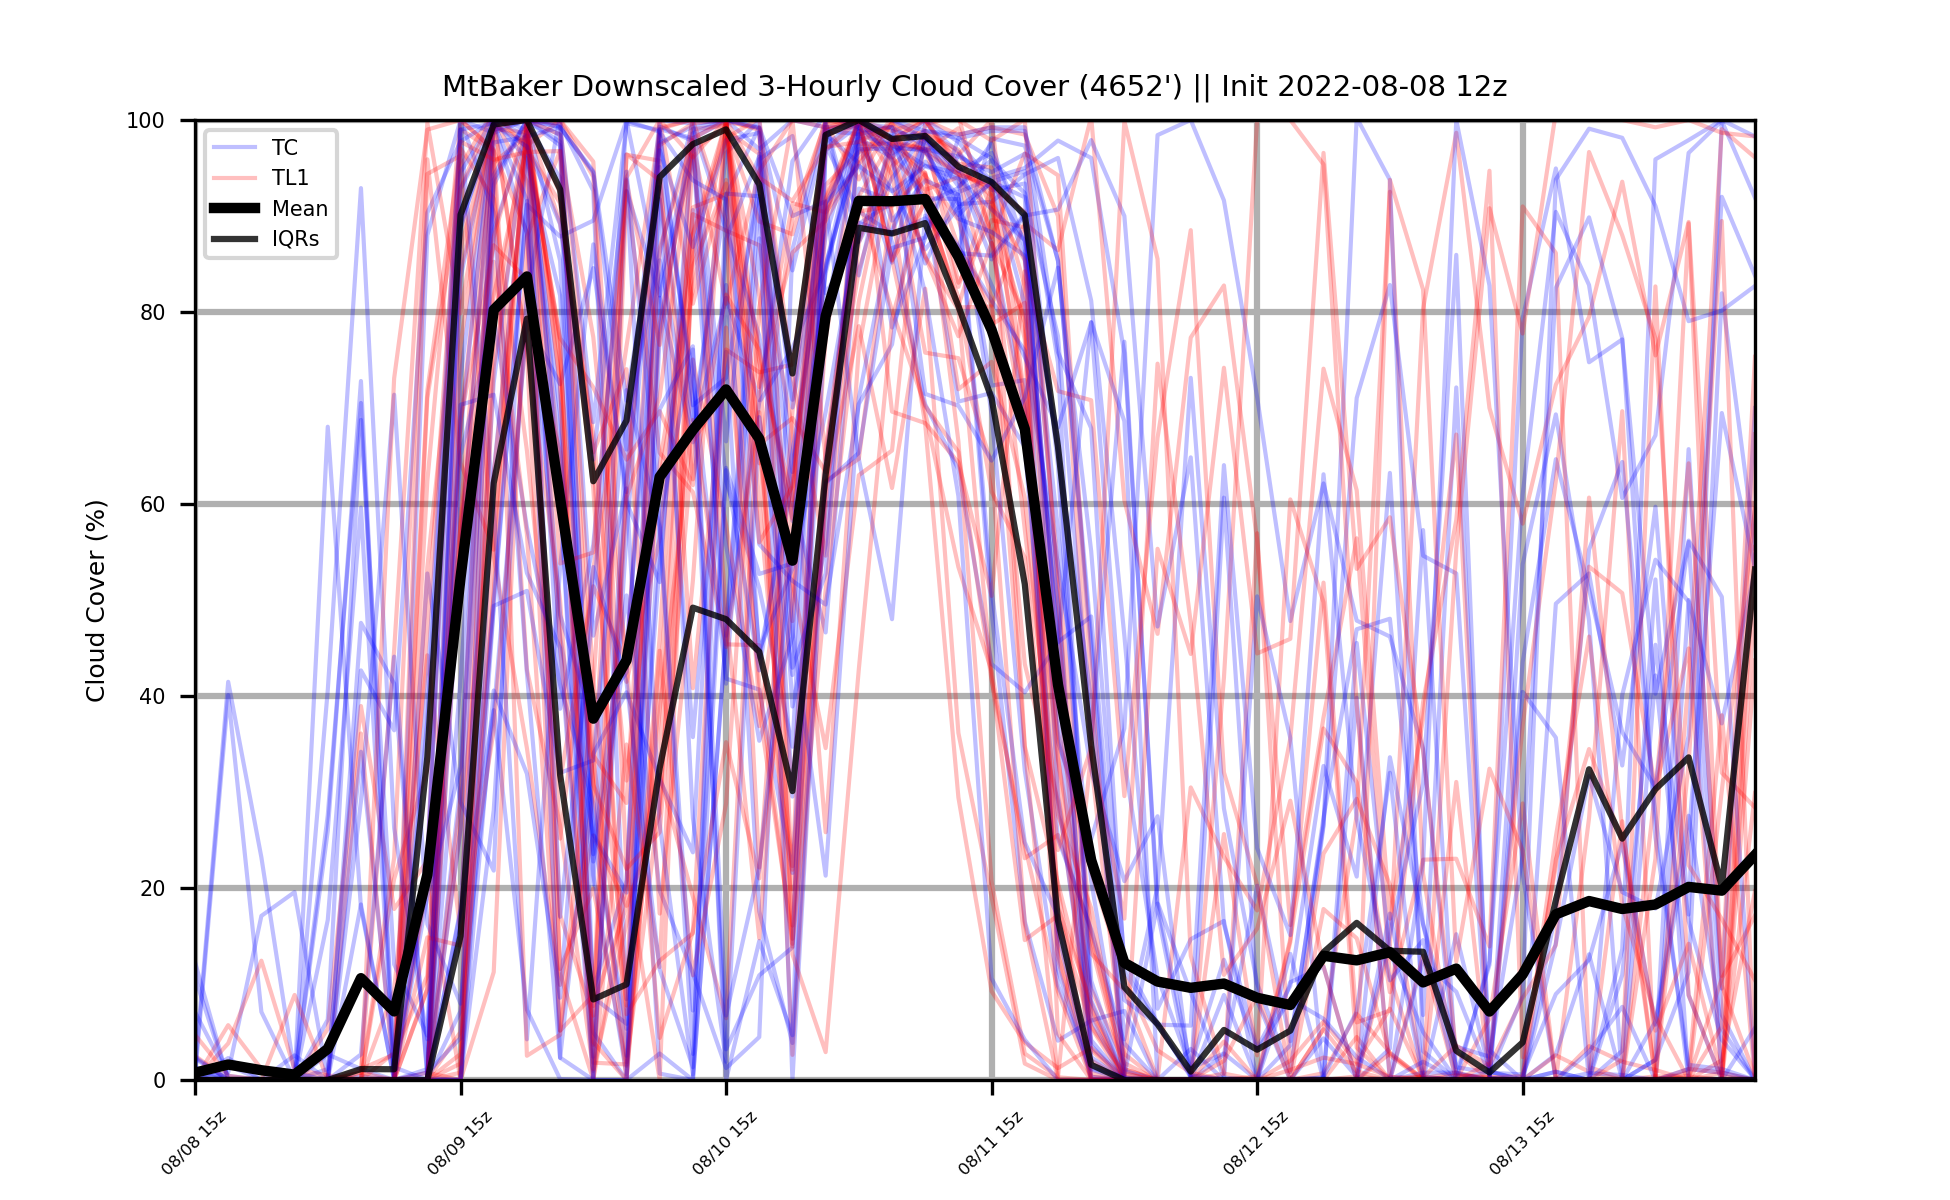 MtBaker Downscaled 3-Hourly Cloud Cover (4652') || Init 2022-08-08 12z
100
80
60
40
20
0
Cloud Cover (%)
TC
TL1
Mean
IQRs
08/08 15z
08/09 15z
08/10 15z
08/11 15z
08/12 15z
08/13 15z